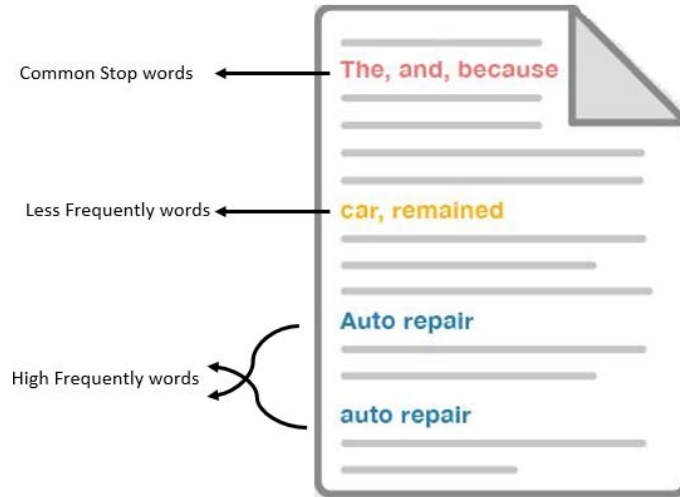 Common Stop words
The, and, because
Less Frequently words
car, remained
Auto repair
High Frequently words
auto repair